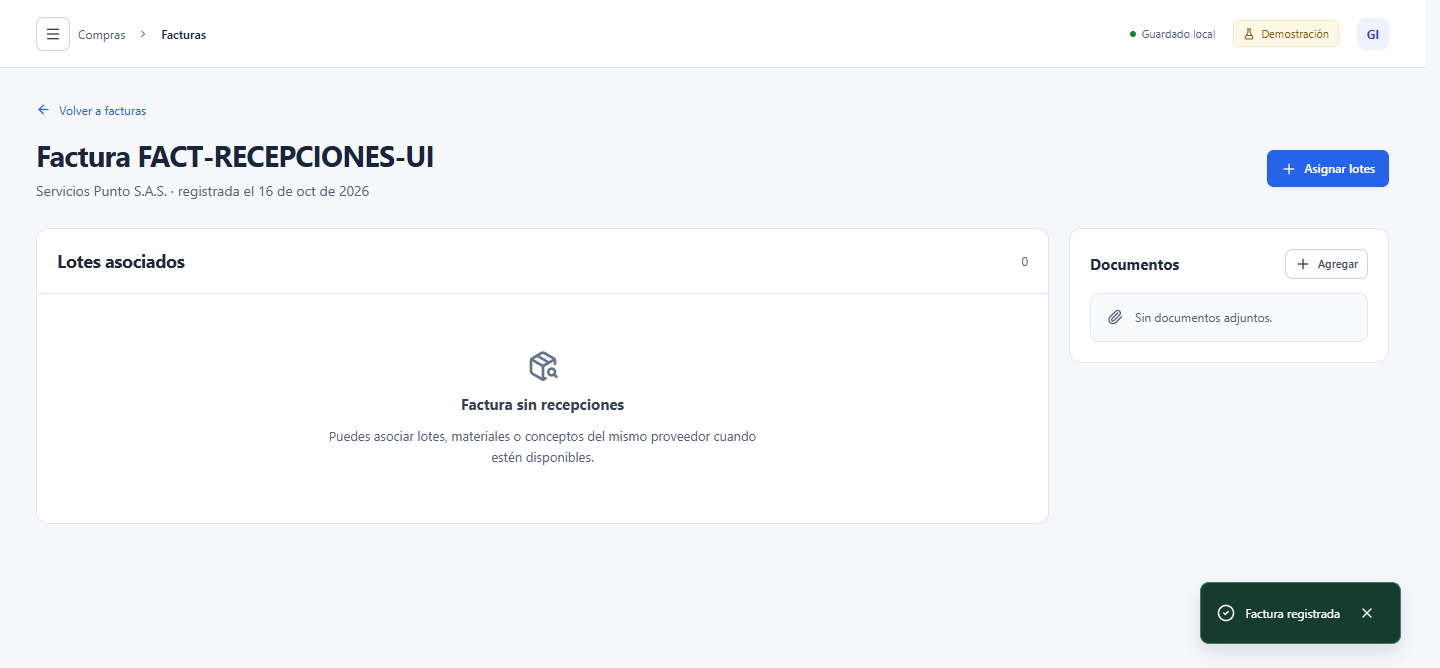 Compras > Facturas
Guardado local
Demostración
GI
Volver a facturas
Factura FACT-RECEPCIONES-UI
Servicios Punto S.A.S. · registrada el 16 de oct de 2026
Asignar lotes
Lotes asociados
0
Factura sin recepciones
Puedes asociar lotes, materiales o conceptos del mismo proveedor cuando
estén disponibles.
Documentos
Agregar
Sin documentos adjuntos.
Factura registrada